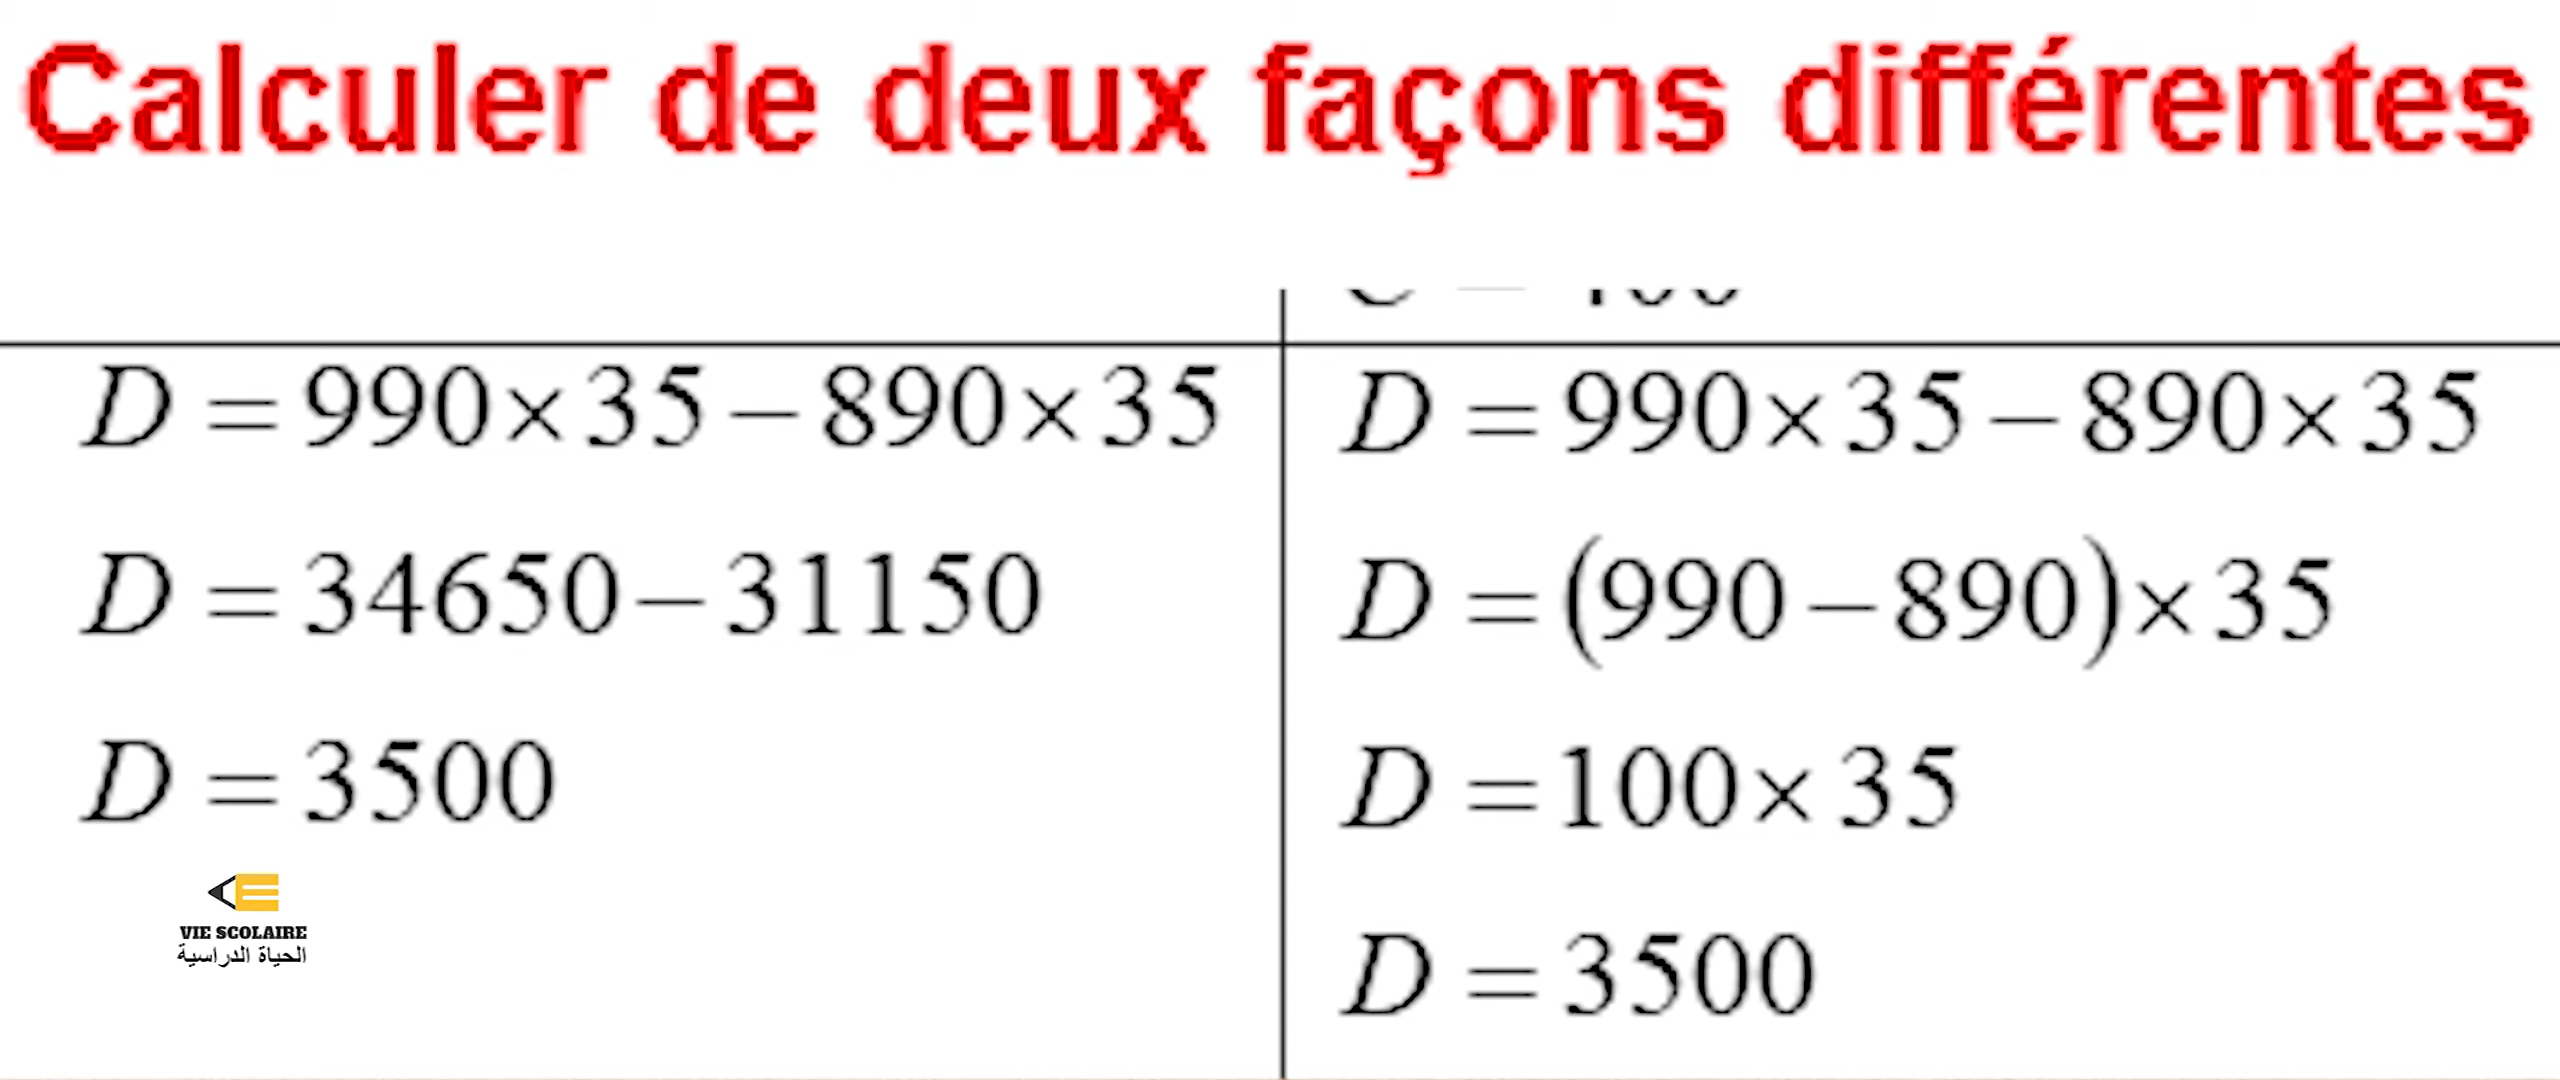 Calculer de deux façons différentes
D = 990×35 – 890×35
D = 34650 – 31150
D = 3500
VIE SCOLAIRE
الحياة الدراسية
D = 990×35 – 890×35
D = (990 – 890)×35
D = 100×35
D = 3500